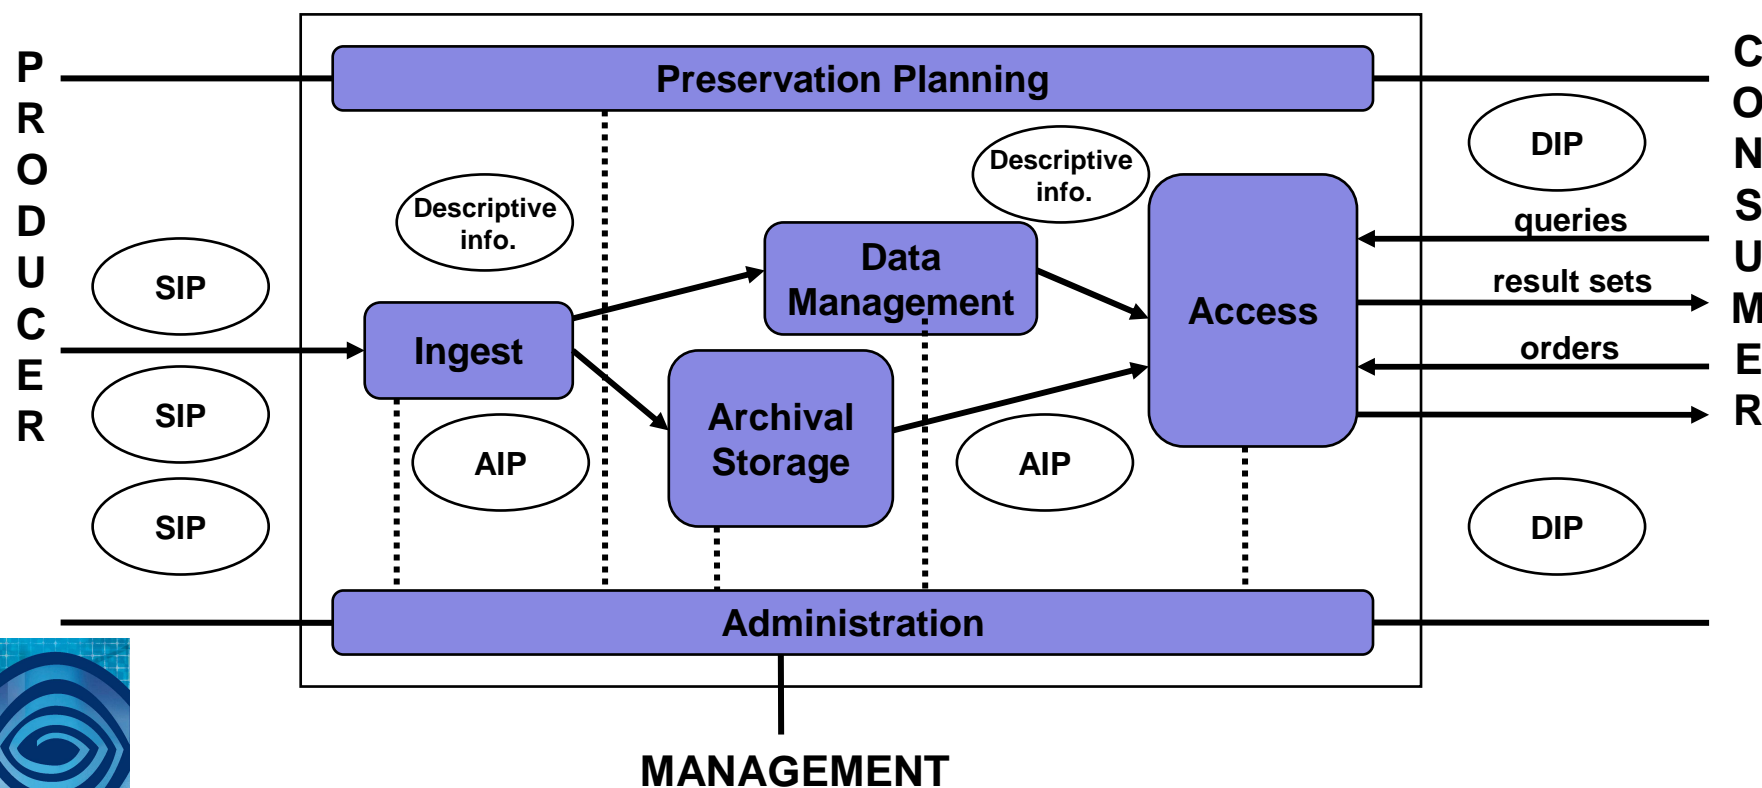 PRODUCER
Preservation Planning
CONSUMER
DIP
Descriptive
info.
Descriptive
info.
queries
SIP
Data
Management
result sets
Access
Ingest
orders
SIP
Archival
Storage
AIP
AIP
SIP
DIP
Administration
MANAGEMENT